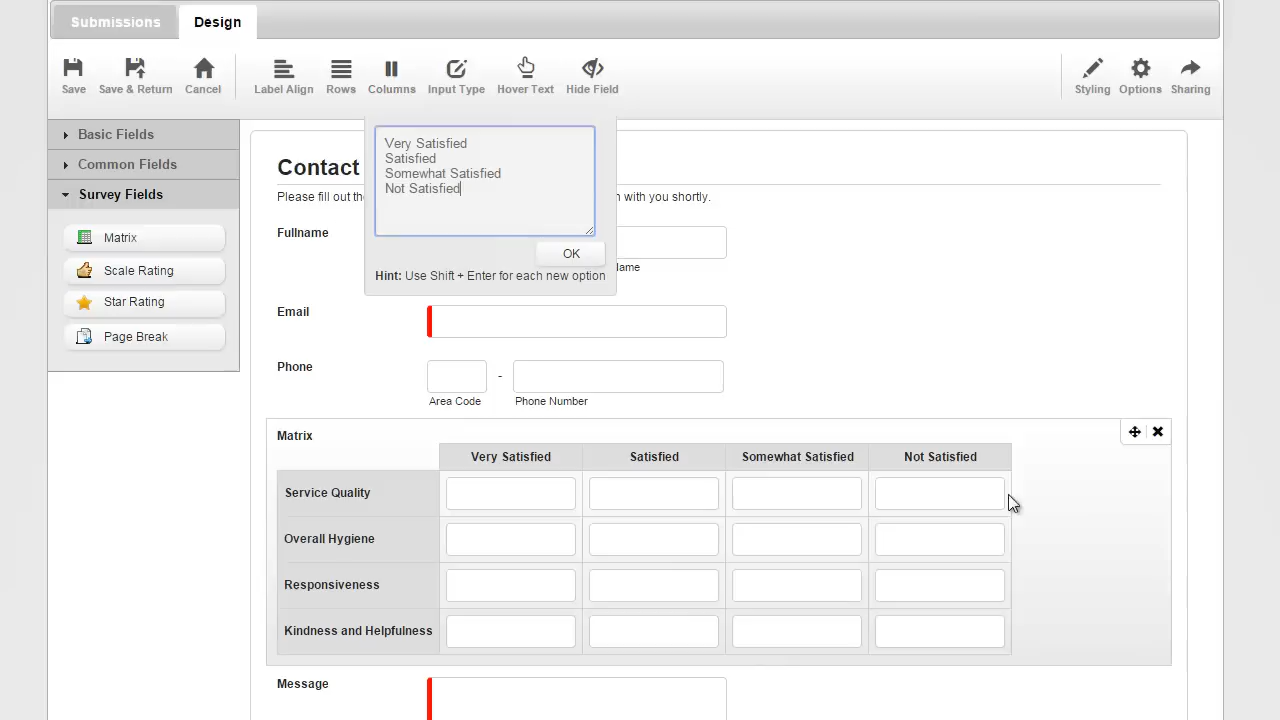 Submissions
Design
Save
Save & Return
Cancel
Label Align
Rows
Columns
Input Type
Hover Text
Hide Field
Styling
Options
Sharing
Basic Fields
Common Fields
Survey Fields
Matrix
Scale Rating
Star Rating
Page Break
Very Satisfied
Satisfied
Somewhat Satisfied
Not Satisfied
OK
Hint: Use Shift + Enter for each new option
Contact
Please fill out the
n with you shortly.
Fullname
Email
Phone
-
Area Code
Phone Number
Matrix
Very Satisfied
Satisfied
Somewhat Satisfied
Not Satisfied
Service Quality
Overall Hygiene
Responsiveness
Kindness and Helpfulness
Message